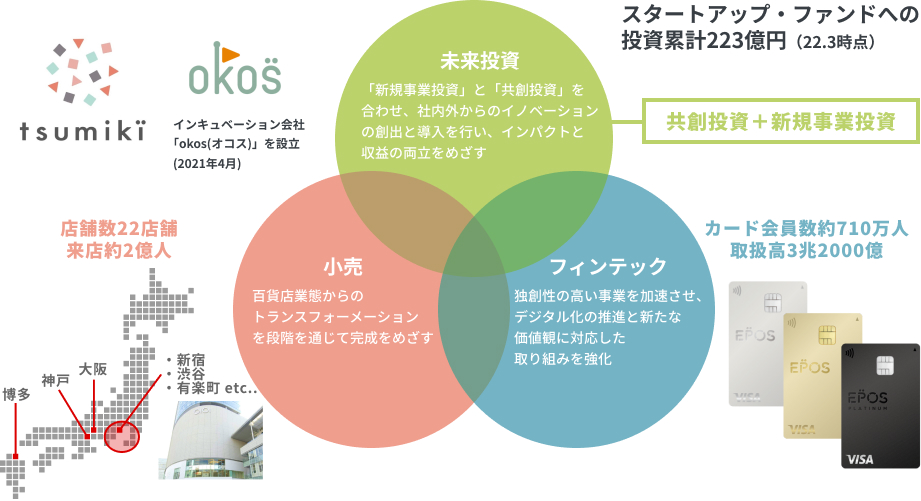 スタートアップ・ファンドへの
投資累計223億円（22.3時点）
tsumiki
okos
インキュベーション会社
「okos(オコス)」を設立
(2021年4月)
未来投資
「新規事業投資」と「共創投資」を
合わせ、社内外からのイノベーション
の創出と導入を行い、インパクトと
収益の両立をめざす
共創投資＋新規事業投資
店舗数22店舗
来店約2億人
小売
百貨店業態からの
トランスフォーメーション
を段階を通じて完成をめざす
フィンテック
独創性の高い事業を加速させ、
デジタル化の推進と新たな
価値観に対応した
取り組みを強化
カード会員数約710万人
取扱高3兆2000億
・新宿
・渋谷
・有楽町 etc..
大阪
神戸
博多
OIOI
EPOS
VISA
EPOS
VISA
EPOS
PLATINUM
VISA